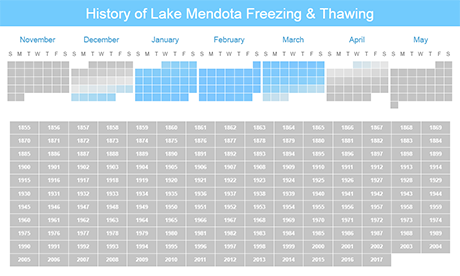 History of Lake Mendota Freezing & Thawing
November December January February March April May
S M T W T F S S M T W T F S S M T W T F S S M T W T F S S M T W T F S S M T W T F S S M T W T F S
1855 1856 1857 1858 1859 1860 1861 1862 1863 1864 1865 1866 1867 1868 1869
1870 1871 1872 1873 1874 1875 1876 1877 1878 1879 1880 1881 1882 1883 1884
1885 1886 1887 1888 1889 1890 1891 1892 1893 1894 1895 1896 1897 1898 1899
1900 1901 1902 1903 1904 1905 1906 1907 1908 1909 1910 1911 1912 1913 1914
1915 1916 1917 1918 1919 1920 1921 1922 1923 1924 1925 1926 1927 1928 1929
1930 1931 1932 1933 1934 1935 1936 1937 1938 1939 1940 1941 1942 1943 1944
1945 1946 1947 1948 1949 1950 1951 1952 1953 1954 1955 1956 1957 1958 1959
1960 1961 1962 1963 1964 1965 1966 1967 1968 1969 1970 1971 1972 1973 1974
1975 1976 1977 1978 1979 1980 1981 1982 1983 1984 1985 1986 1987 1988 1989
1990 1991 1992 1993 1994 1995 1996 1997 1998 1999 2000 2001 2002 2003 2004
2005 2006 2007 2008 2009 2010 2011 2012 2013 2014 2015 2016 2017